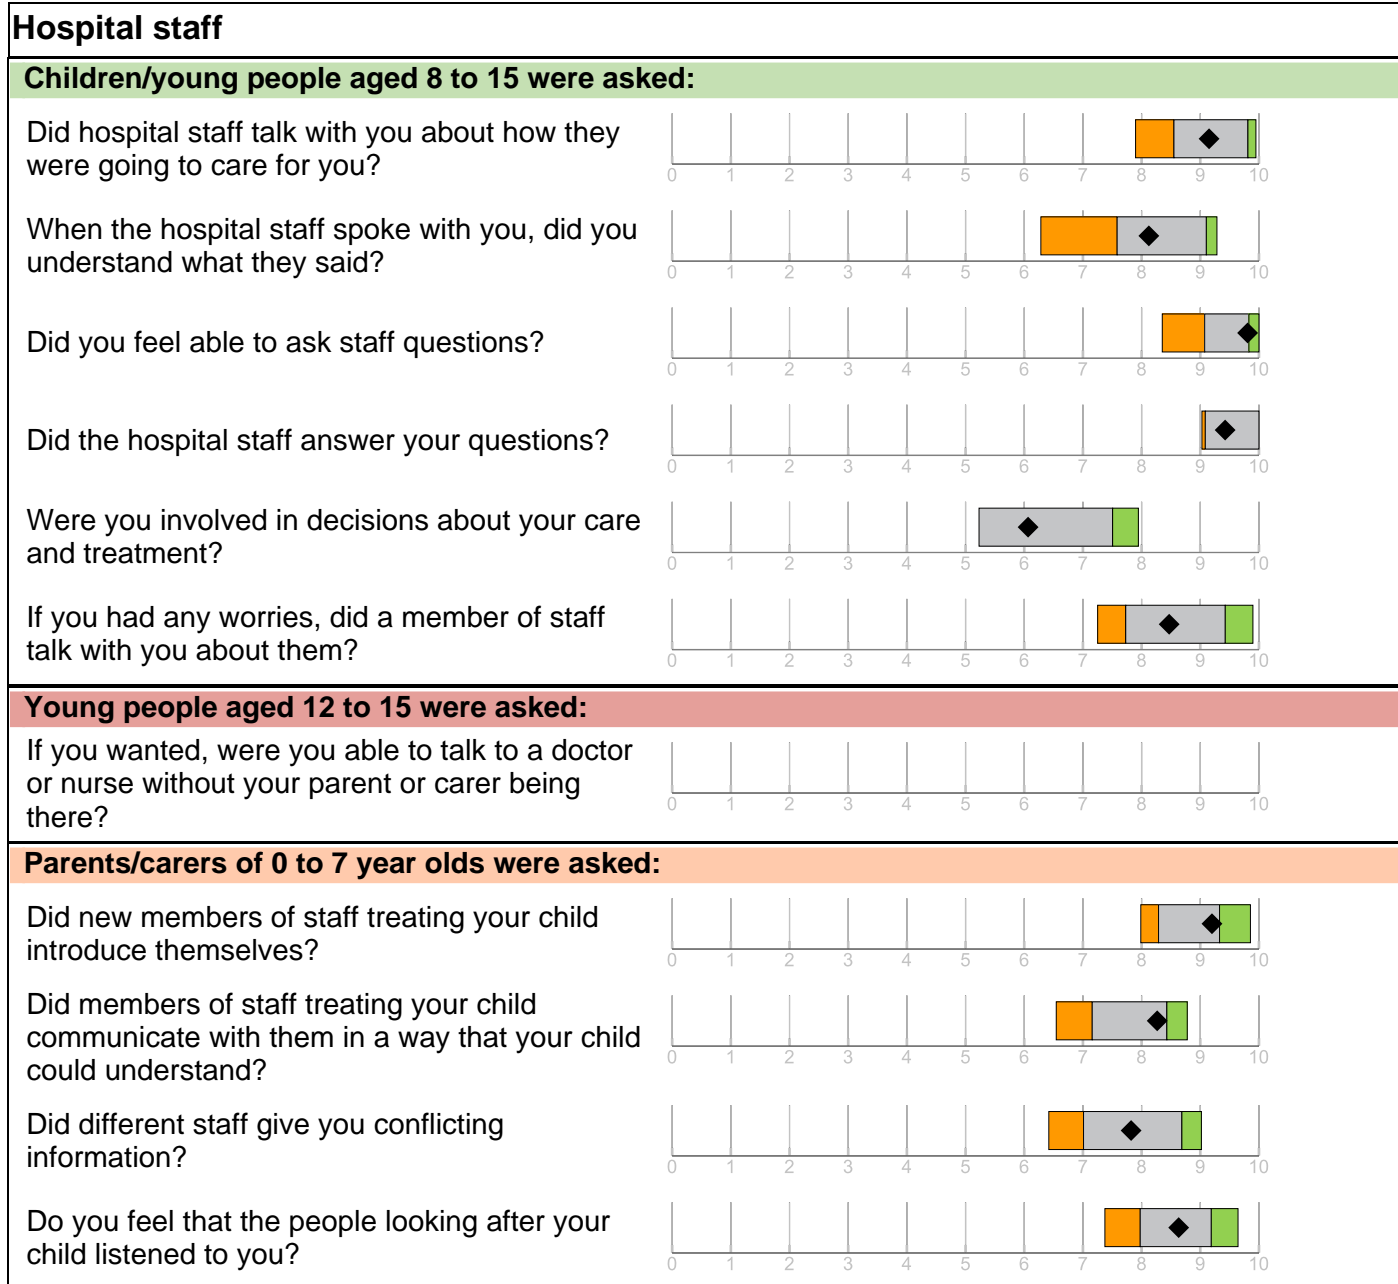 Hospital staff
Children/young people aged 8 to 15 were asked:
Did hospital staff talk with you about how they
were going to care for you?
0 1 2 3 4 5 6 7 8 9 10
When the hospital staff spoke with you, did you
understand what they said?
0 1 2 3 4 5 6 7 8 9 10
Did you feel able to ask staff questions?
0 1 2 3 4 5 6 7 8 9 10
Did the hospital staff answer your questions?
0 1 2 3 4 5 6 7 8 9 10
Were you involved in decisions about your care
and treatment?
0 1 2 3 4 5 6 7 8 9 10
If you had any worries, did a member of staff
talk with you about them?
0 1 2 3 4 5 6 7 8 9 10
Young people aged 12 to 15 were asked:
If you wanted, were you able to talk to a doctor
or nurse without your parent or carer being
there?
0 1 2 3 4 5 6 7 8 9 10
Parents/carers of 0 to 7 year olds were asked:
Did new members of staff treating your child
introduce themselves?
0 1 2 3 4 5 6 7 8 9 10
Did members of staff treating your child
communicate with them in a way that your child
could understand?
0 1 2 3 4 5 6 7 8 9 10
Did different staff give you conflicting
information?
0 1 2 3 4 5 6 7 8 9 10
Do you feel that the people looking after your
child listened to you?
0 1 2 3 4 5 6 7 8 9 10